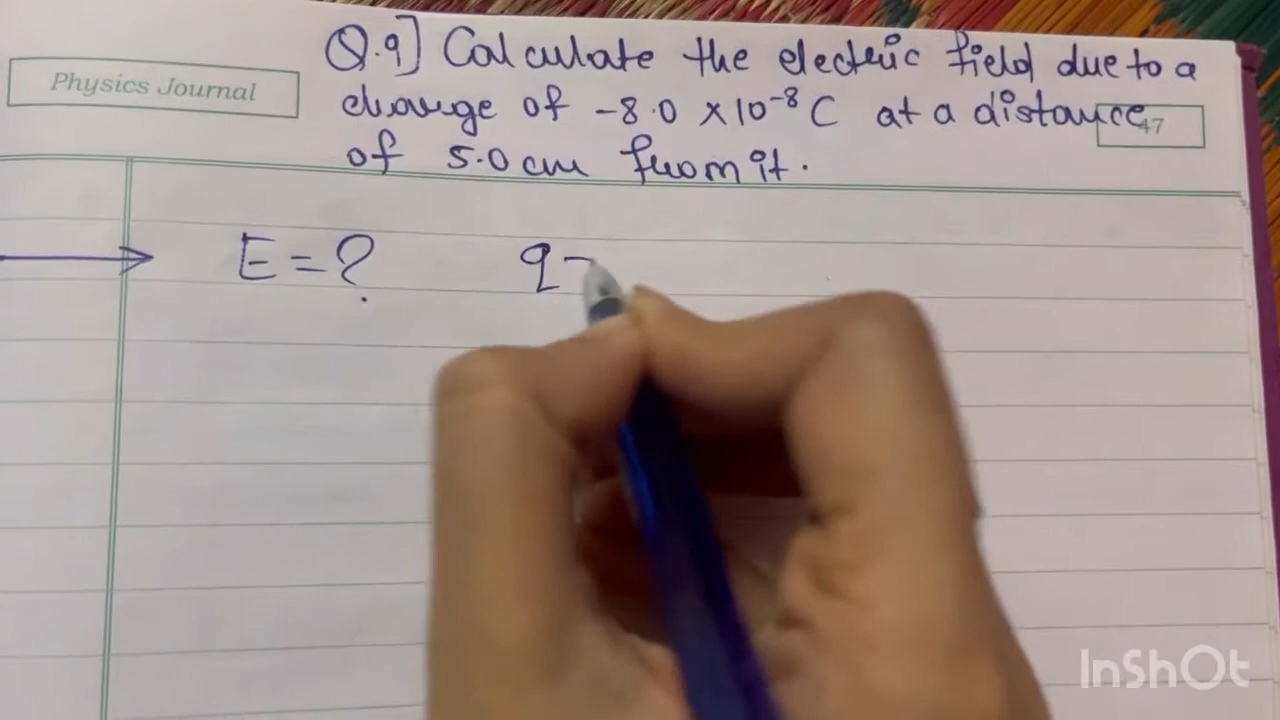 Q.9] Calculate the electric field due to a
Physics Journal
charge of -8.0 ×10⁻⁸ C at a distance
47
of 5.0 cm from it.
E = ? q
InShOt